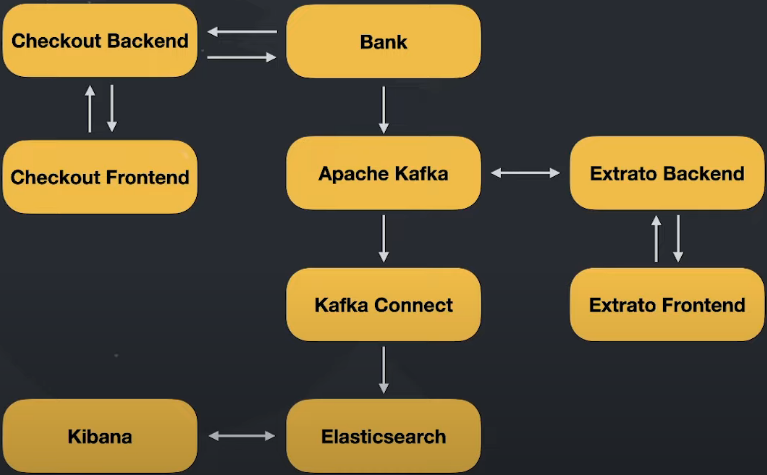 Checkout Backend
Bank
Checkout Frontend
Apache Kafka
Extrato Backend
Kafka Connect
Extrato Frontend
Kibana
Elasticsearch